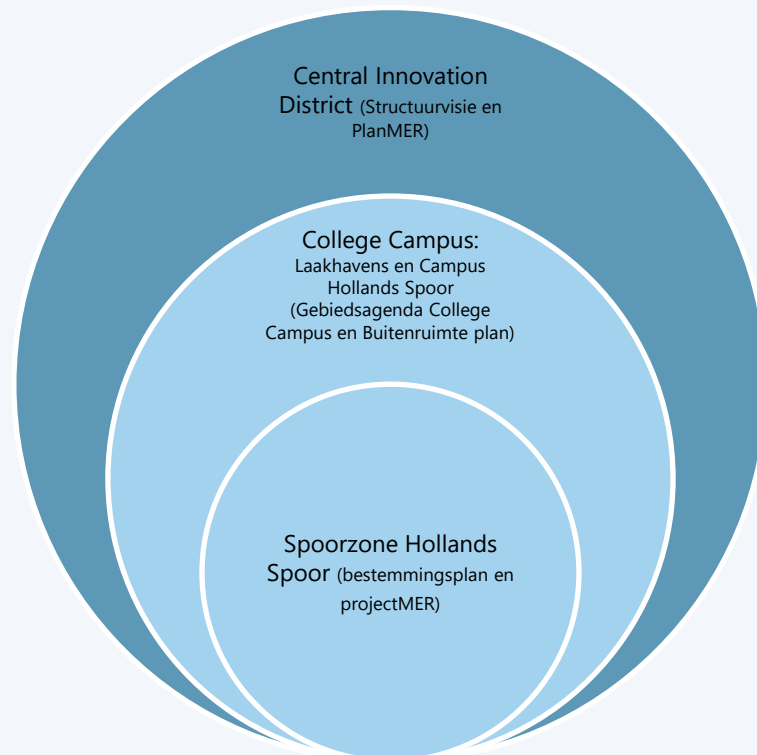 Central Innovation
District (Structuurvisie en
PlanMER)
College Campus:
Laakhavens en Campus
Hollands Spoor
(Gebiedsagenda College
Campus en Buitenruimte plan)
Spoorzone Hollands
Spoor (bestemmingsplan en
projectMER)